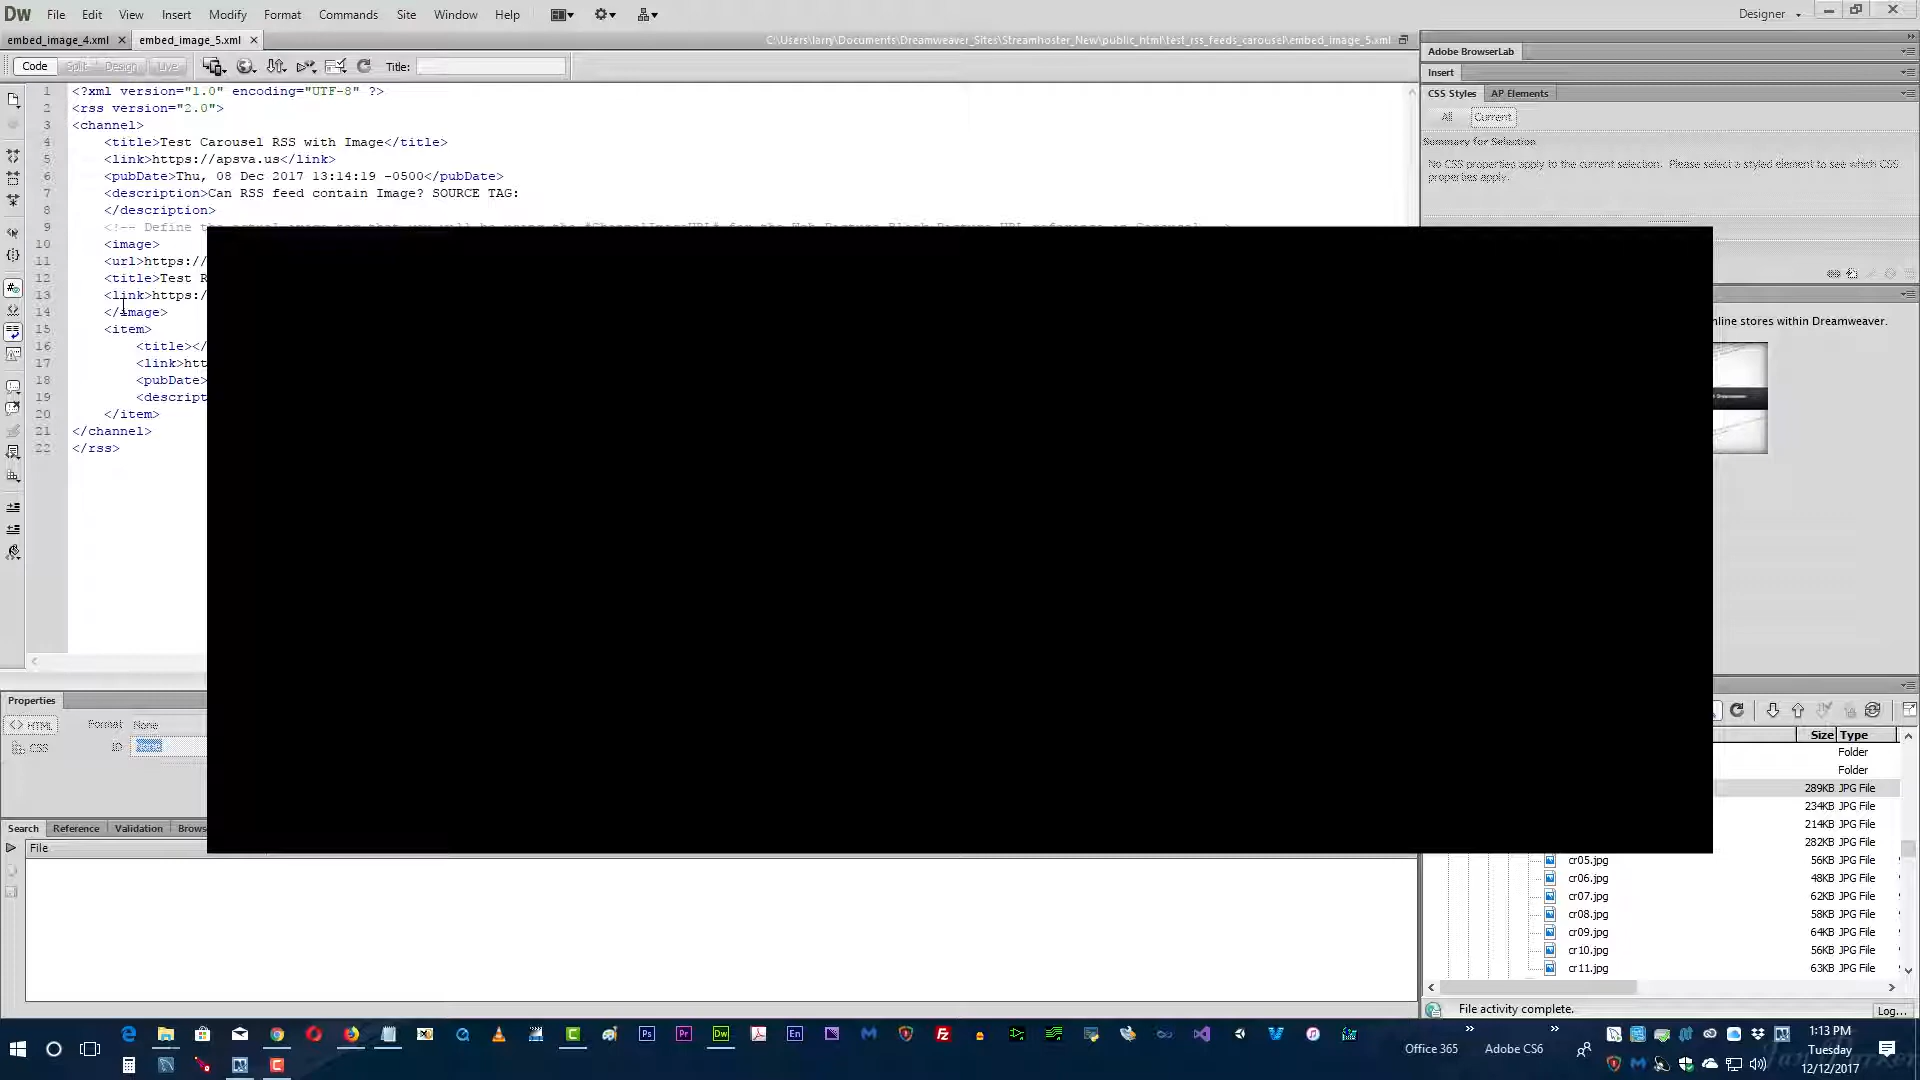 Dw File Edit View Insert Modify Format Commands Site Window Help Designer
embed_image_4.xml embed_image_5.xml C:\Users\larry\Documents\Dreamweaver_Sites\Streamhoster_New\public_html\test_rss_feeds_carousel\embed_image_5.xml
Code Split Design Live Title:
1 <?xml version="1.0" encoding="UTF-8" ?>
2 <rss version="2.0">
3 <channel>
4 <title>Test Carousel RSS with Image</title>
5 <link>https://apsva.us</link>
6 <pubDate>Thu, 08 Dec 2017 13:14:19 -0500</pubDate>
7 <description>Can RSS feed contain Image? SOURCE TAG:
8 </description>
9 <!-- Define
10 <image>
11 <url>https://
12 <title>Test R
13 <link>https:/
14 </image>
15 <item>
16 <title></
17 <link>htt
18 <pubDate>
19 <descript
20 </item>
21 </channel>
22 </rss>
Adobe BrowserLab
Insert
CSS Styles AP Elements
All Current
Summary for Selection
No CSS properties apply to the current selection. Please select a styled element to see which CSS
properties apply.
nline stores within Dreamweaver.
Properties
<> HTML Format None
CSS ID None
Search Reference Validation Brows
File
Size Type
Folder
Folder
289KB JPG File
234KB JPG File
214KB JPG File
282KB JPG File
cr05.jpg 56KB JPG File
cr06.jpg 48KB JPG File
cr07.jpg 62KB JPG File
cr08.jpg 58KB JPG File
cr09.jpg 64KB JPG File
cr10.jpg 56KB JPG File
cr11.jpg 63KB JPG File
File activity complete. Log...
Ps Pr Dw En Fz
Office 365 Adobe CS6
1:13 PM
Tuesday
12/12/2017